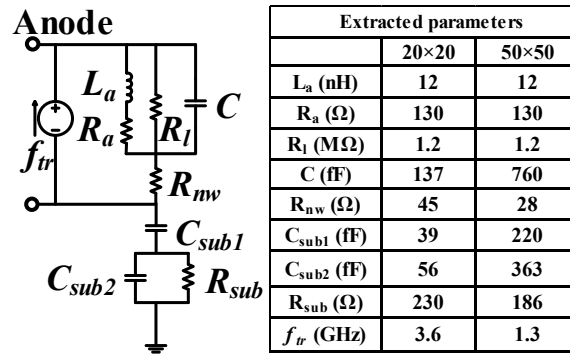 Anode
L_a
R_a
R_l
C
f_tr
R_nw
C_sub1
C_sub2
R_sub
Extracted parameters
20×20 50×50
L_a (nH) 12 12
R_a (Ω) 130 130
R_l (MΩ) 1.2 1.2
C (fF) 137 760
R_nw (Ω) 45 28
C_sub1 (fF) 39 220
C_sub2 (fF) 56 363
R_sub (Ω) 230 186
f_tr (GHz) 3.6 1.3